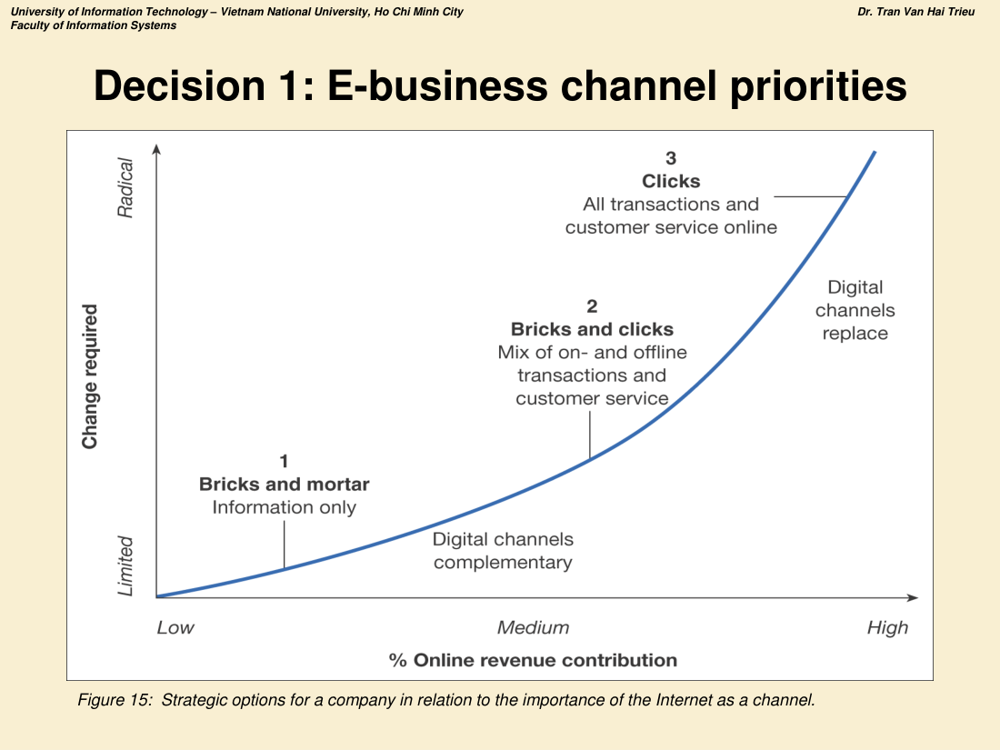 University of Information Technology – Vietnam National University, Ho Chi Minh City
Faculty of Information Systems
Dr. Tran Van Hai Trieu
Decision 1: E-business channel priorities
Radical
Change required
Limited
3
Clicks
All transactions and
customer service online
Digital
channels
replace
2
Bricks and clicks
Mix of on- and offline
transactions and
customer service
1
Bricks and mortar
Information only
Digital channels
complementary
Low
Medium
High
% Online revenue contribution
Figure 15:  Strategic options for a company in relation to the importance of the Internet as a channel.